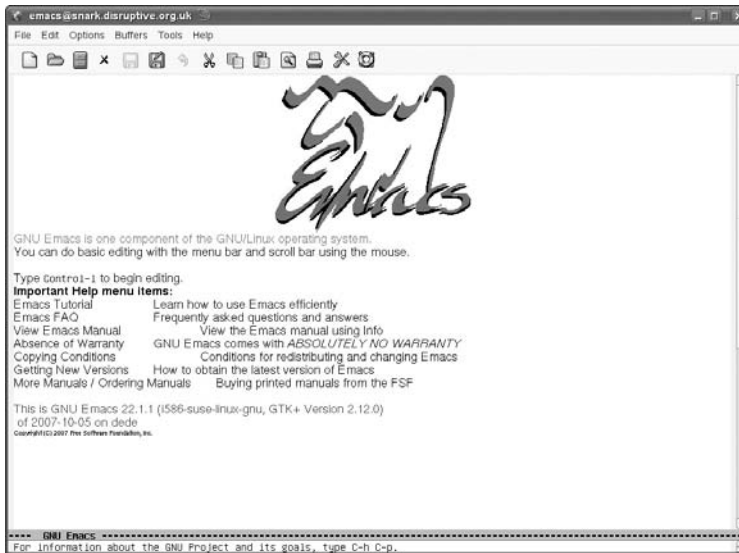 emacs@snark.disruptive.org.uk
File Edit Options Buffers Tools Help
Emacs
GNU Emacs is one component of the GNU/Linux operating system.
You can do basic editing with the menu bar and scroll bar using the mouse.
Type Control-l to begin editing.
Important Help menu items:
Emacs Tutorial Learn how to use Emacs efficiently
Emacs FAQ Frequently asked questions and answers
View Emacs Manual View the Emacs manual using Info
Absence of Warranty GNU Emacs comes with ABSOLUTELY NO WARRANTY
Copying Conditions Conditions for redistributing and changing Emacs
Getting New Versions How to obtain the latest version of Emacs
More Manuals / Ordering Manuals Buying printed manuals from the FSF
This is GNU Emacs 22.1.1 (i586-suse-linux-gnu, GTK+ Version 2.12.0)
of 2007-10-05 on dede
Copyright (C) 2007 Free Software Foundation, Inc.
---- GNU Emacs ----
For information about the GNU Project and its goals, type C-h C-p.